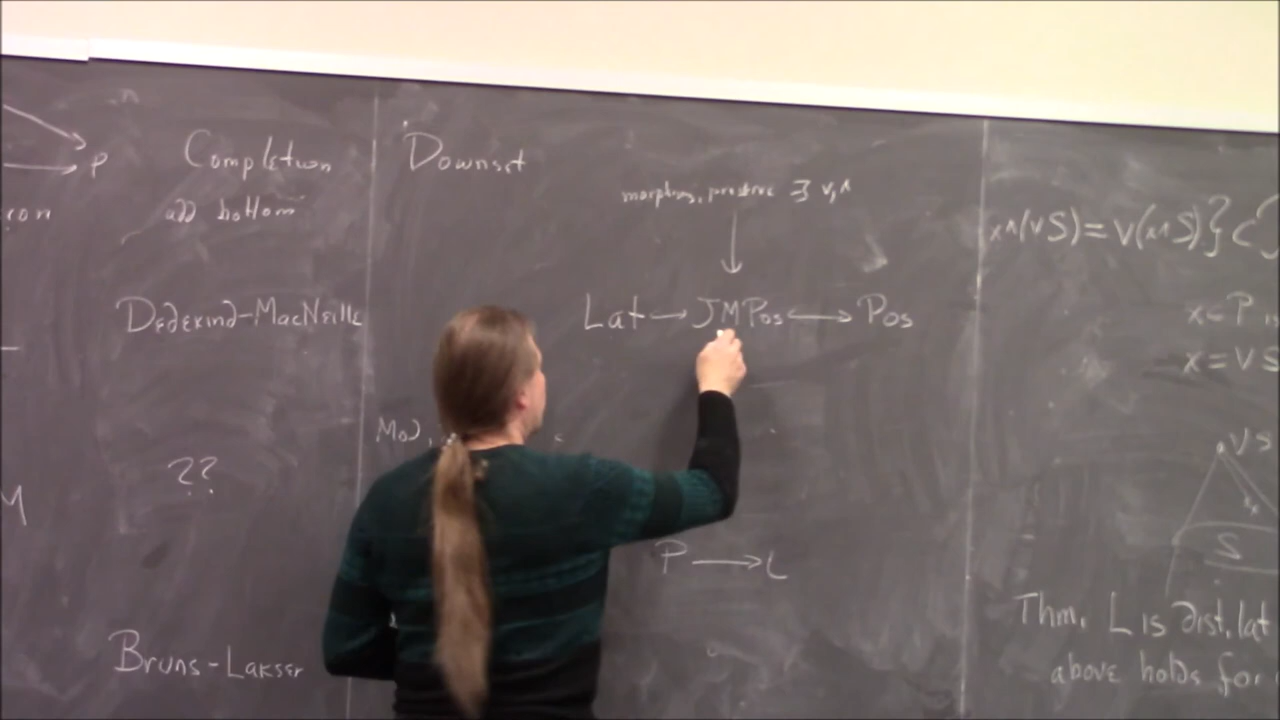 P
Completion
add bottom
Dedekind-MacNeille
??
M
Bruns-Lakser
Downset
preserve ∃ ∨,∧
Lat → JMPos ↔ Pos
Mod,
P → L
x∧(∨S)=∨(x∧S)}
x∈P
x=∨S
∨S
S
Thm. L is dist. lat
above holds for